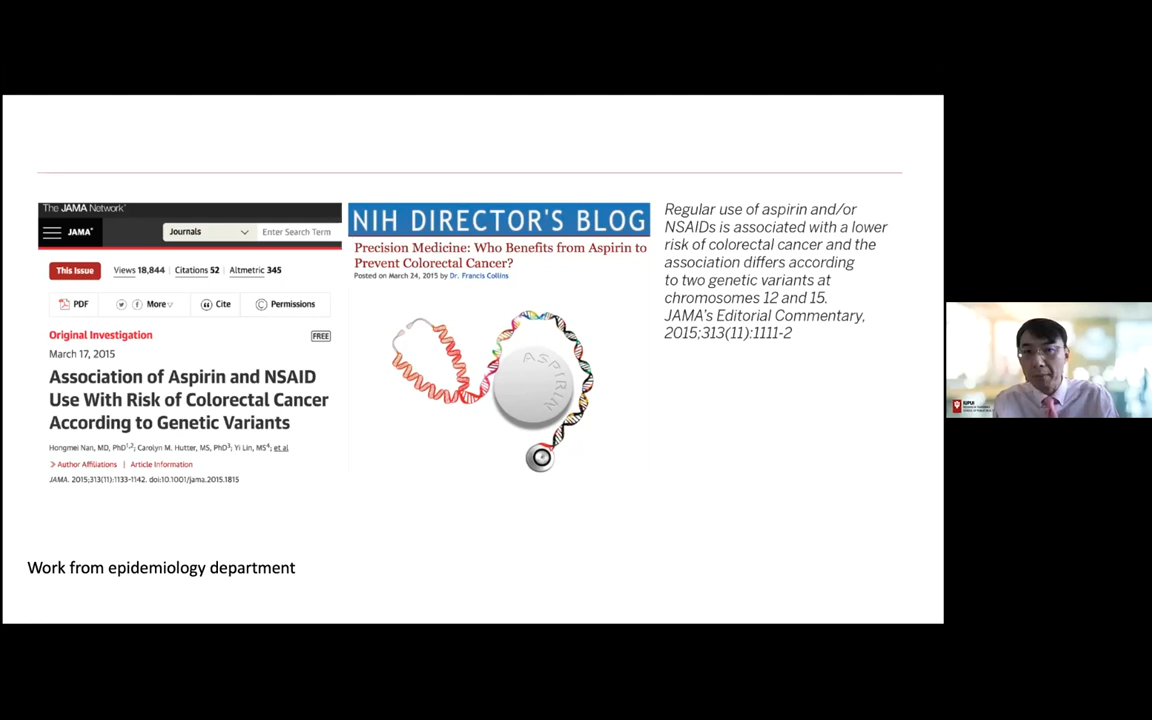 The JAMA Network
JAMA
Journals
Enter Search Term
This Issue
Views 18,844 | Citations 52 | Altmetric 345
PDF
More
Cite
Permissions
Original Investigation
FREE
March 17, 2015
Association of Aspirin and NSAID
Use With Risk of Colorectal Cancer
According to Genetic Variants
Hongmei Nan, MD, PhD1,2; Carolyn M. Hutter, MS, PhD3; Yi Lin, MS4; et al
> Author Affiliations | Article Information
JAMA. 2015;313(11):1133-1142. doi:10.1001/jama.2015.1815
NIH DIRECTOR'S BLOG
Precision Medicine: Who Benefits from Aspirin to
Prevent Colorectal Cancer?
Posted on March 24, 2015 by Dr. Francis Collins
ASPIRIN
Regular use of aspirin and/or
NSAIDs is associated with a lower
risk of colorectal cancer and the
association differs according
to two genetic variants at
chromosomes 12 and 15.
JAMA's Editorial Commentary,
2015;313(11):1111-2
Work from epidemiology department
IUPUI